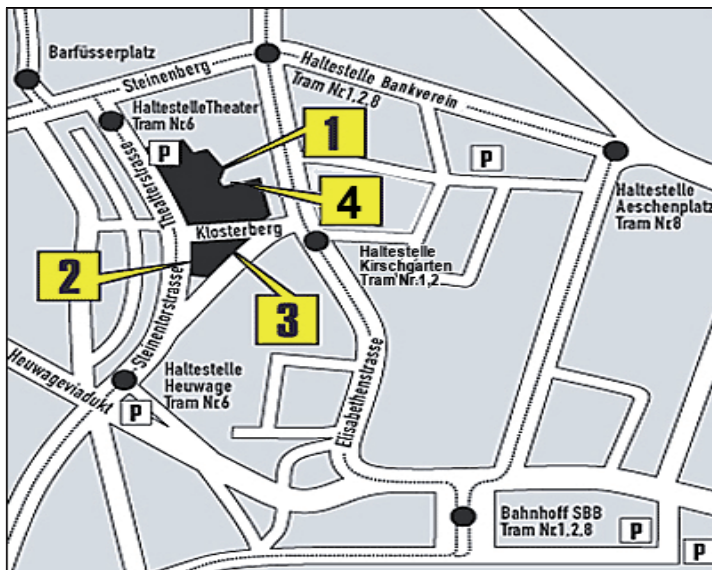 Barfüsserplatz
Steinenberg
Haltestelle Bankverein
Tram Nr.1,2,8
HaltestelleTheater
Tram Nr.6
P
1
P
Theaterstrasse
4
Haltestelle
Aeschenplatz
Tram Nr.8
Klosterberg
Haltestelle
Kirschgarten
Tram Nr.1,2
2
3
Steinentorstrasse
Heuwageviadukt
Haltestelle
Heuwage
Tram Nr.6
P
Elisabethenstrasse
Bahnhoff SBB
Tram Nr.1,2,8
P
P